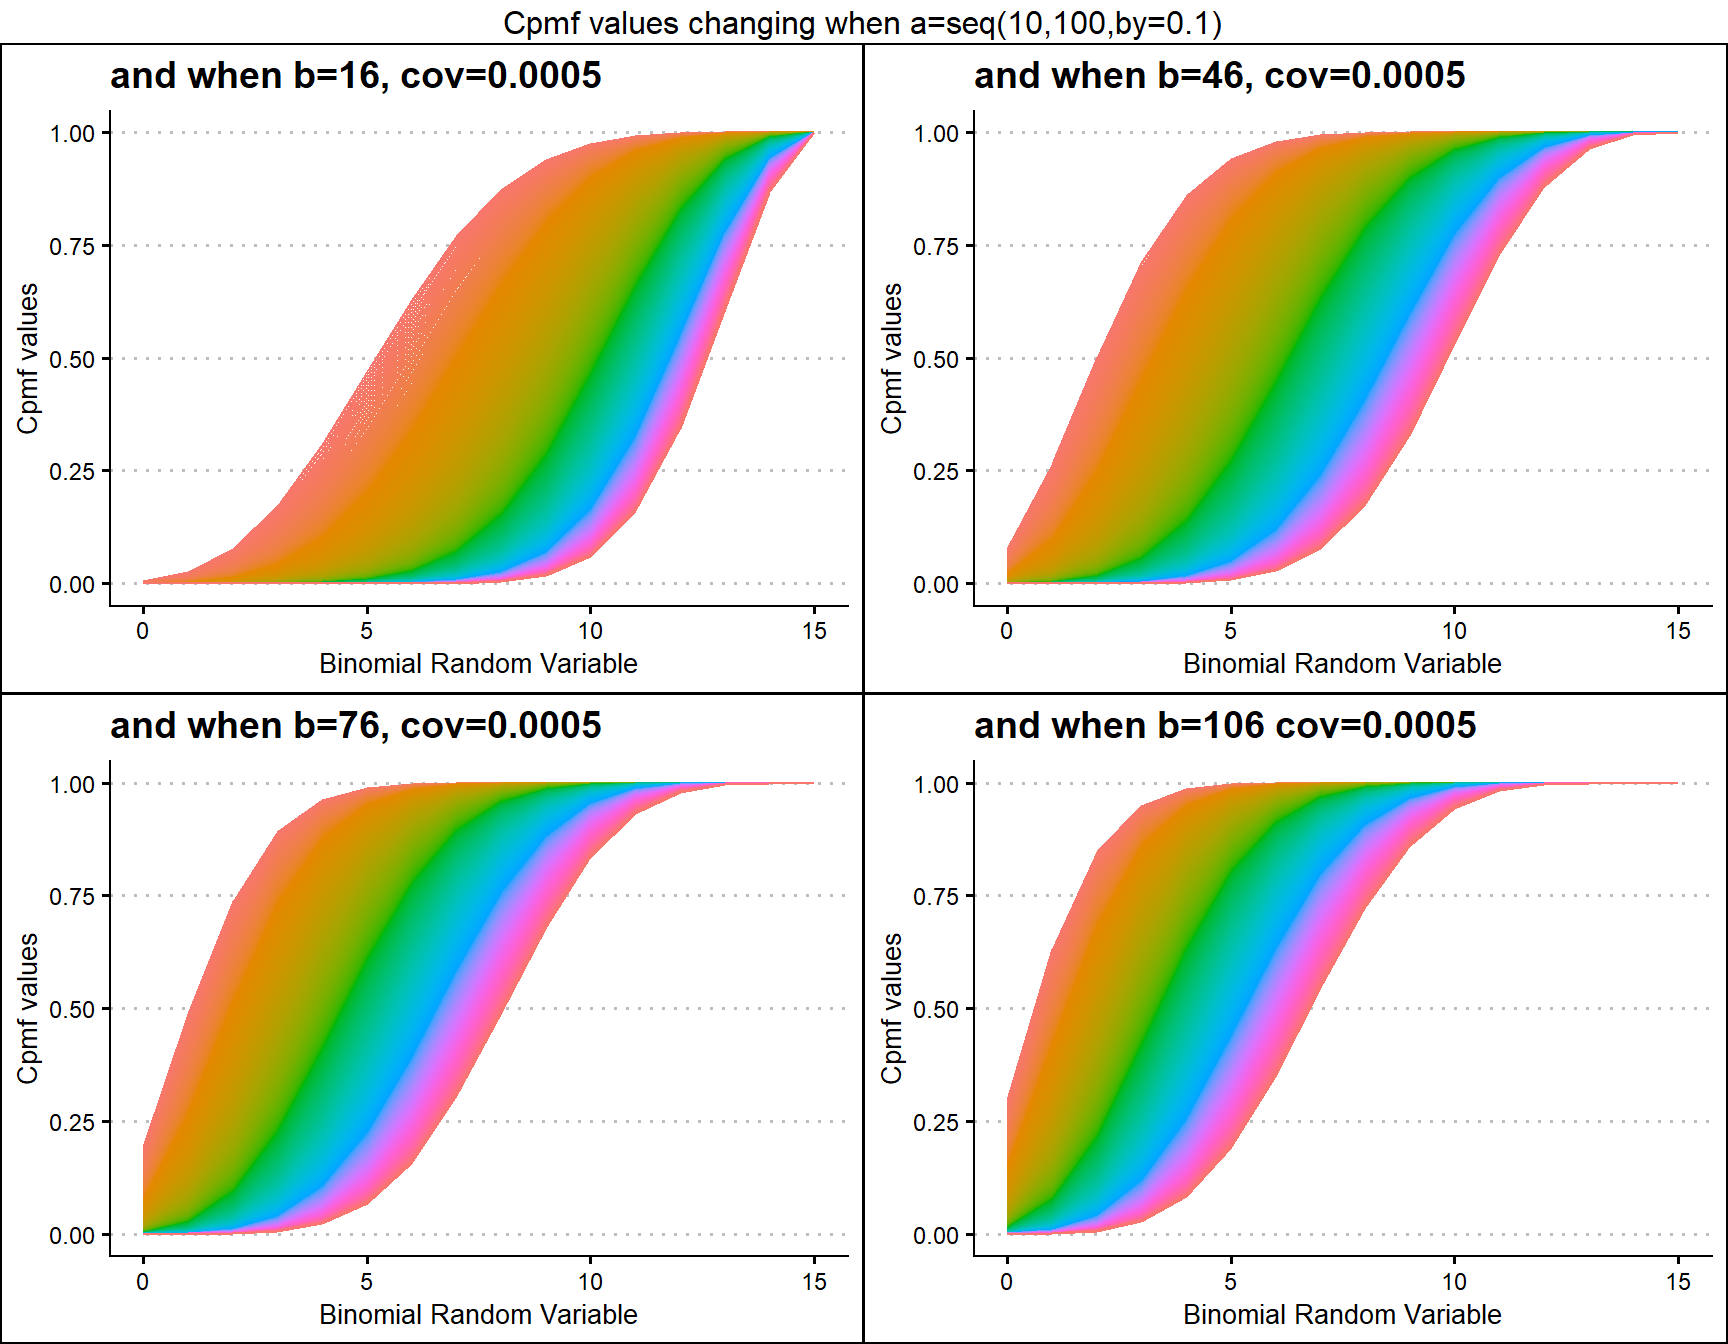 Cpmf values changing when a=seq(10,100,by=0.1)
and when b=16, cov=0.0005
1.00
0.75
0.50
0.25
0.00
Cpmf values
0 5 10 15
Binomial Random Variable
and when b=46, cov=0.0005
1.00
0.75
0.50
0.25
0.00
Cpmf values
0 5 10 15
Binomial Random Variable
and when b=76, cov=0.0005
1.00
0.75
0.50
0.25
0.00
Cpmf values
0 5 10 15
Binomial Random Variable
and when b=106 cov=0.0005
1.00
0.75
0.50
0.25
0.00
Cpmf values
0 5 10 15
Binomial Random Variable